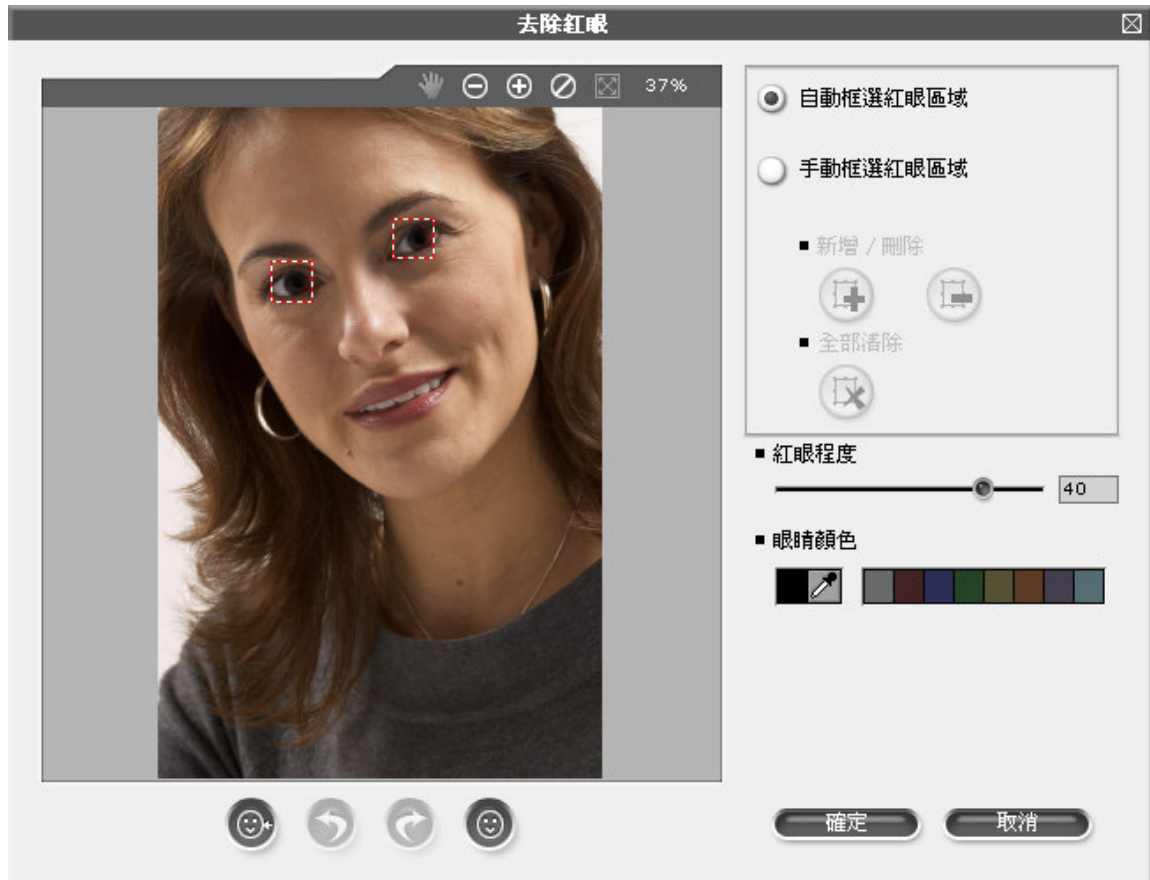 去除紅眼
37%
自動框選紅眼區域
手動框選紅眼區域
新增 / 刪除
全部清除
紅眼程度
40
眼睛顏色
確定
取消